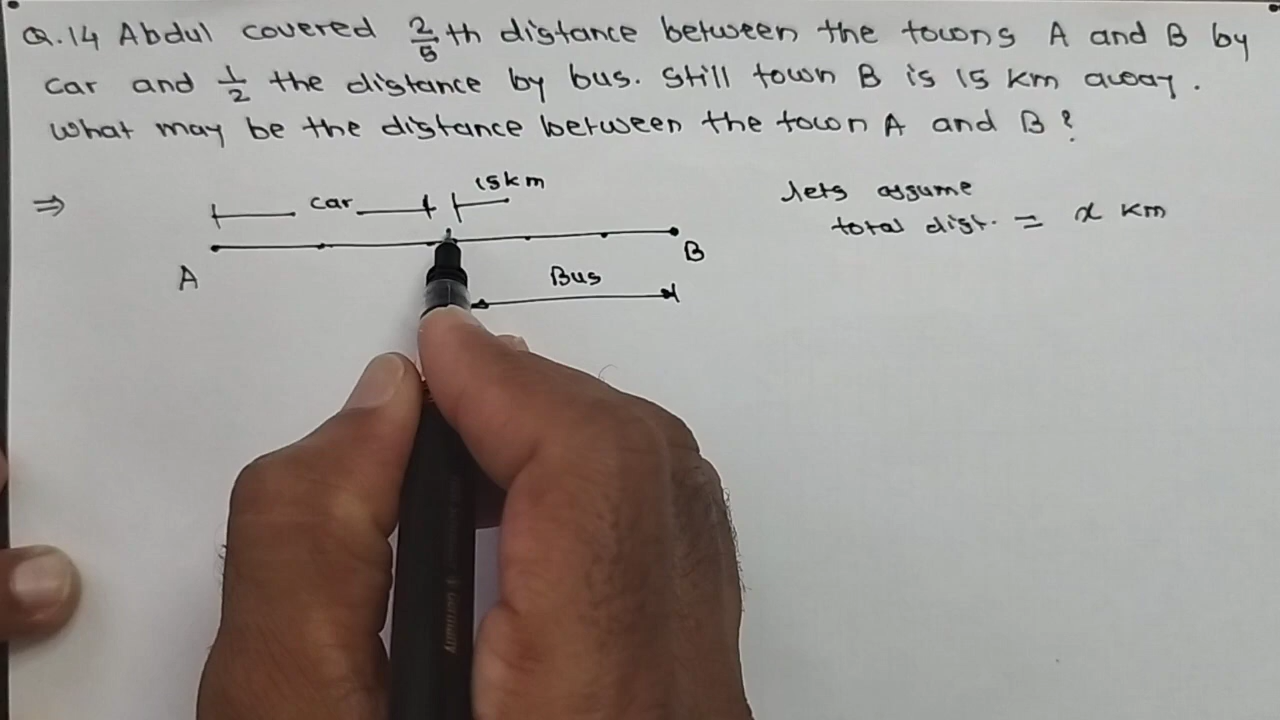 Q.14 Abdul covered 2/5 th distance between the towns A and B by
car and 1/2 the distance by bus. Still town B is 15 km away.
What may be the distance between the town A and B?
⇒ car 15km
A B
Bus
lets assume
total dist. = x km